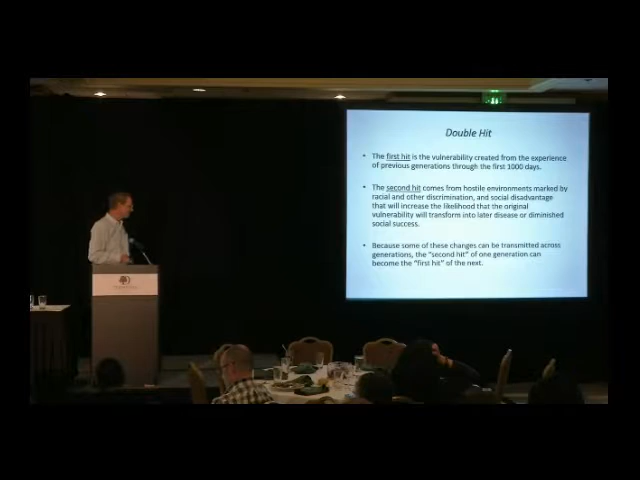 Double Hit
• The first hit is the vulnerability created from the experience
of previous generations through the first 1000 days.
• The second hit comes from hostile environments marked by
racial and other discrimination, and social disadvantage
that will increase the likelihood that the original
vulnerability will transform into later disease or diminished
social success.
• Because some of these changes can be transmitted across
generations, the "second hit" of one generation can
become the "first hit" of the next.